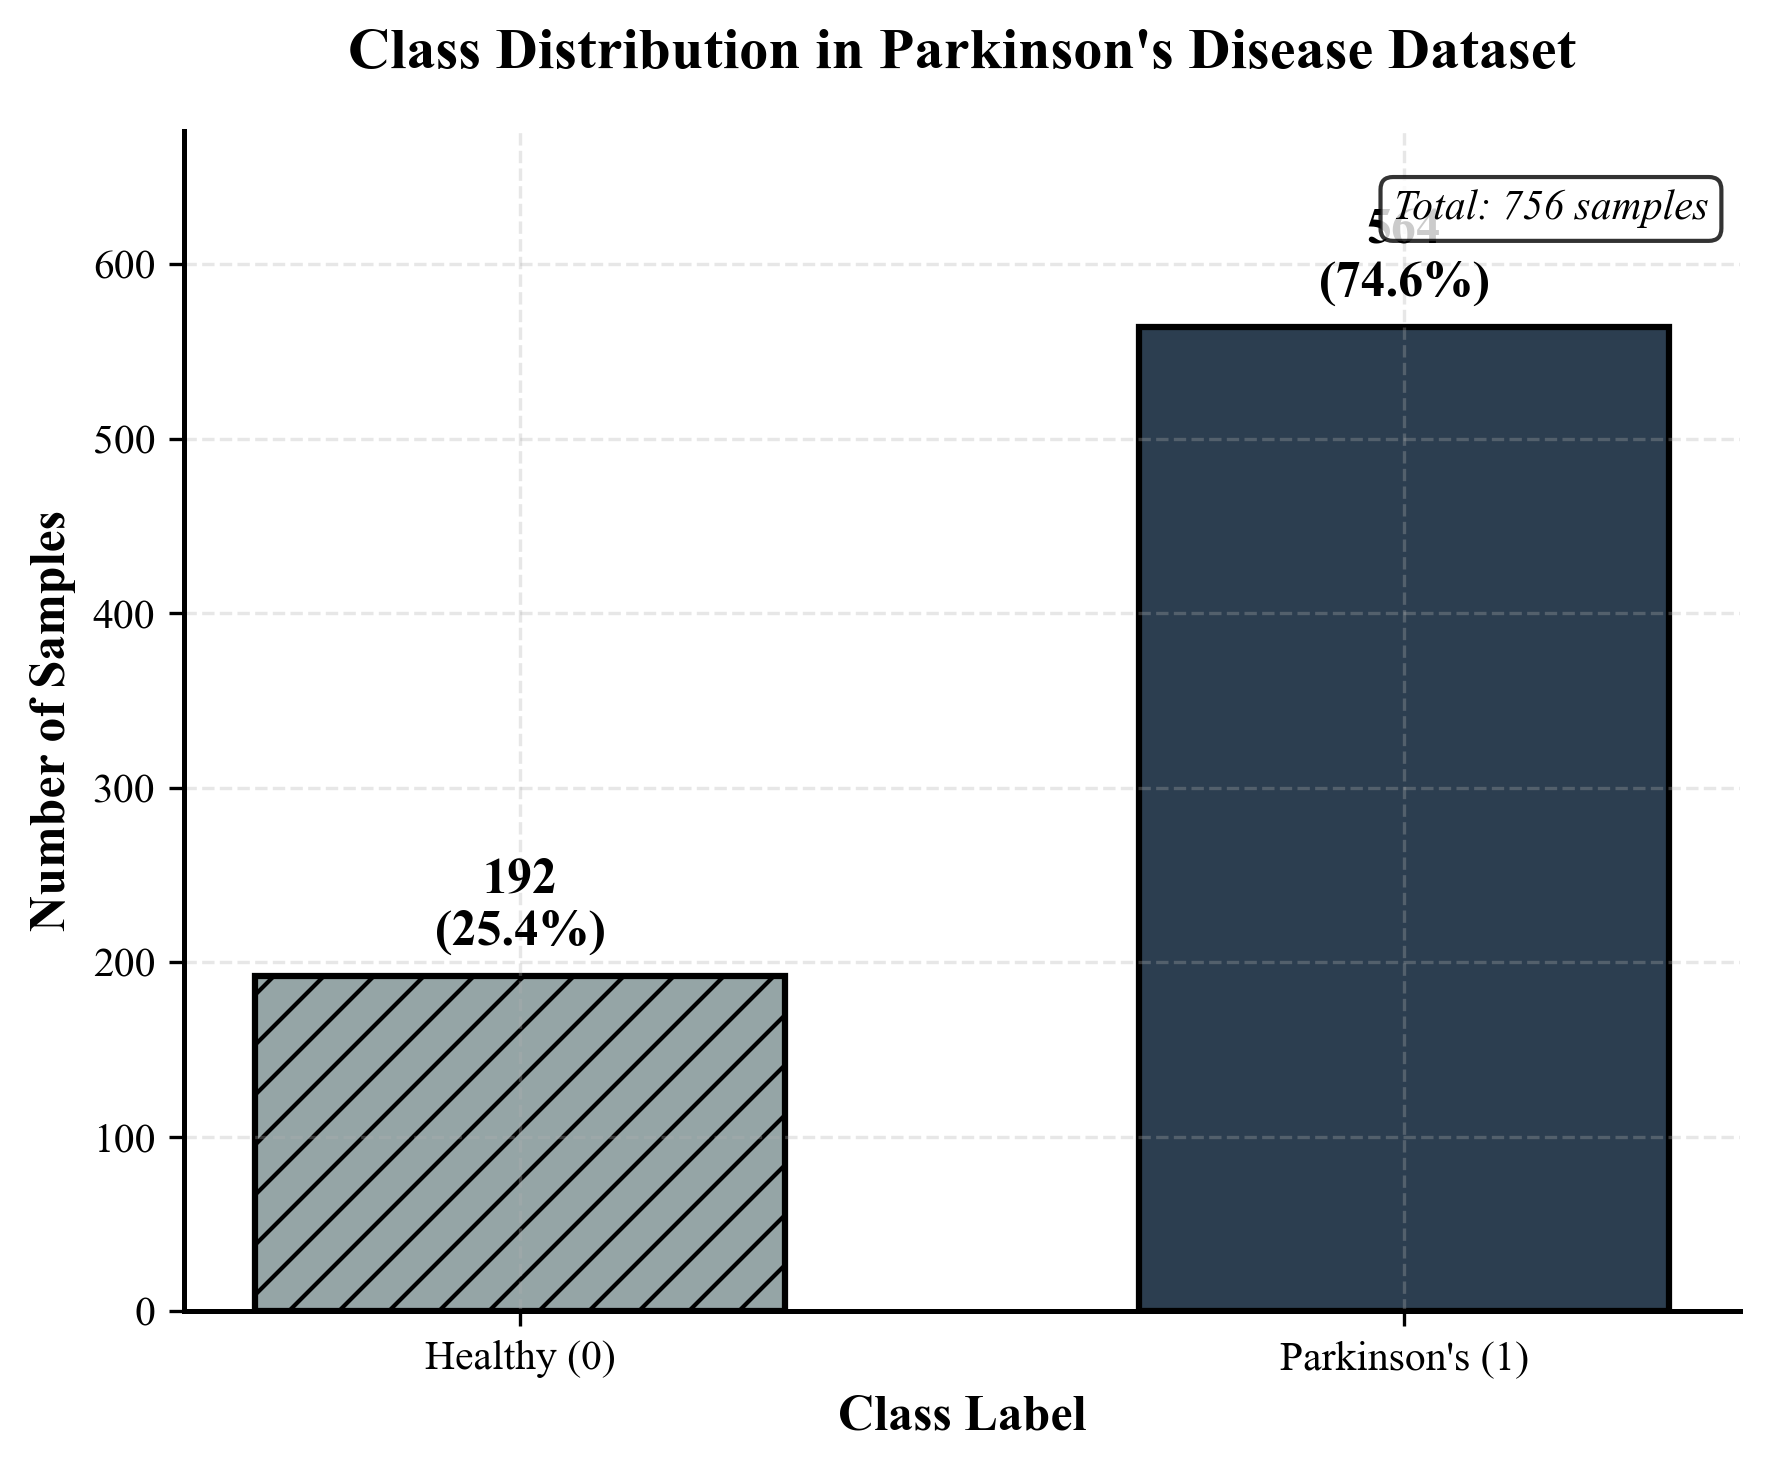 Class Distribution in Parkinson's Disease Dataset
Total: 756 samples
564
(74.6%)
192
(25.4%)
Number of Samples
600
500
400
300
200
100
0
Healthy (0)
Parkinson's (1)
Class Label